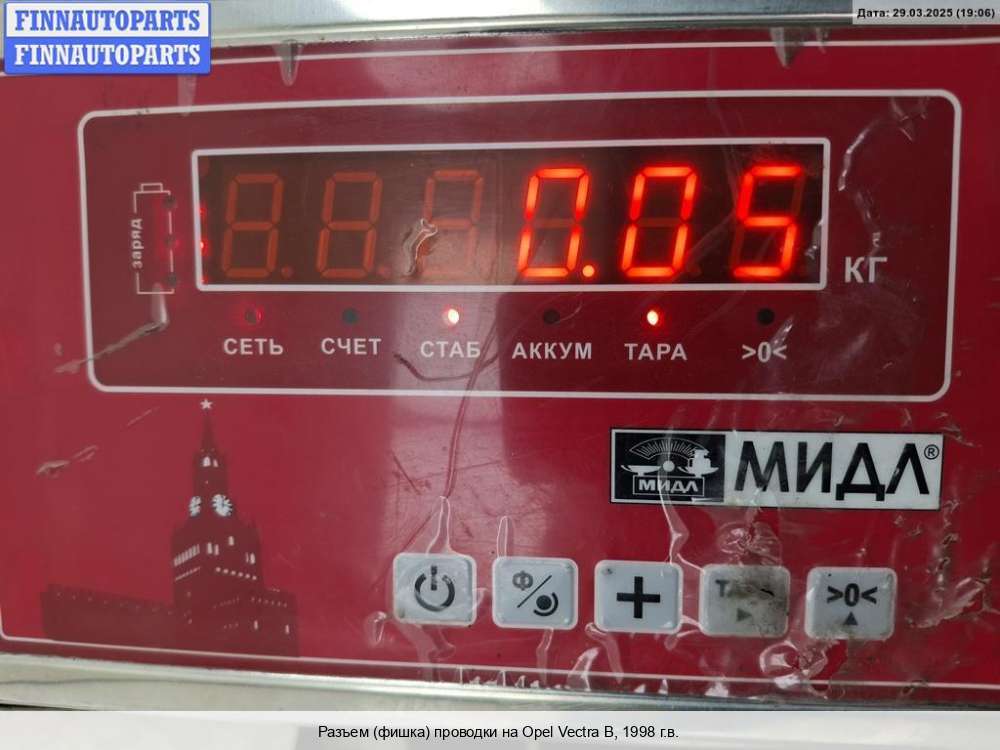 FINNAUTOPARTS
FINNAUTOPARTS
Дата: 29.03.2025 (19:06)
заряд
0.05
КГ
СЕТЬ СЧЕТ СТАБ АККУМ ТАРА >0<
МИДЛ МИДЛ®
Ф
>0<
Разъем (фишка) проводки на Opel Vectra B, 1998 г.в.